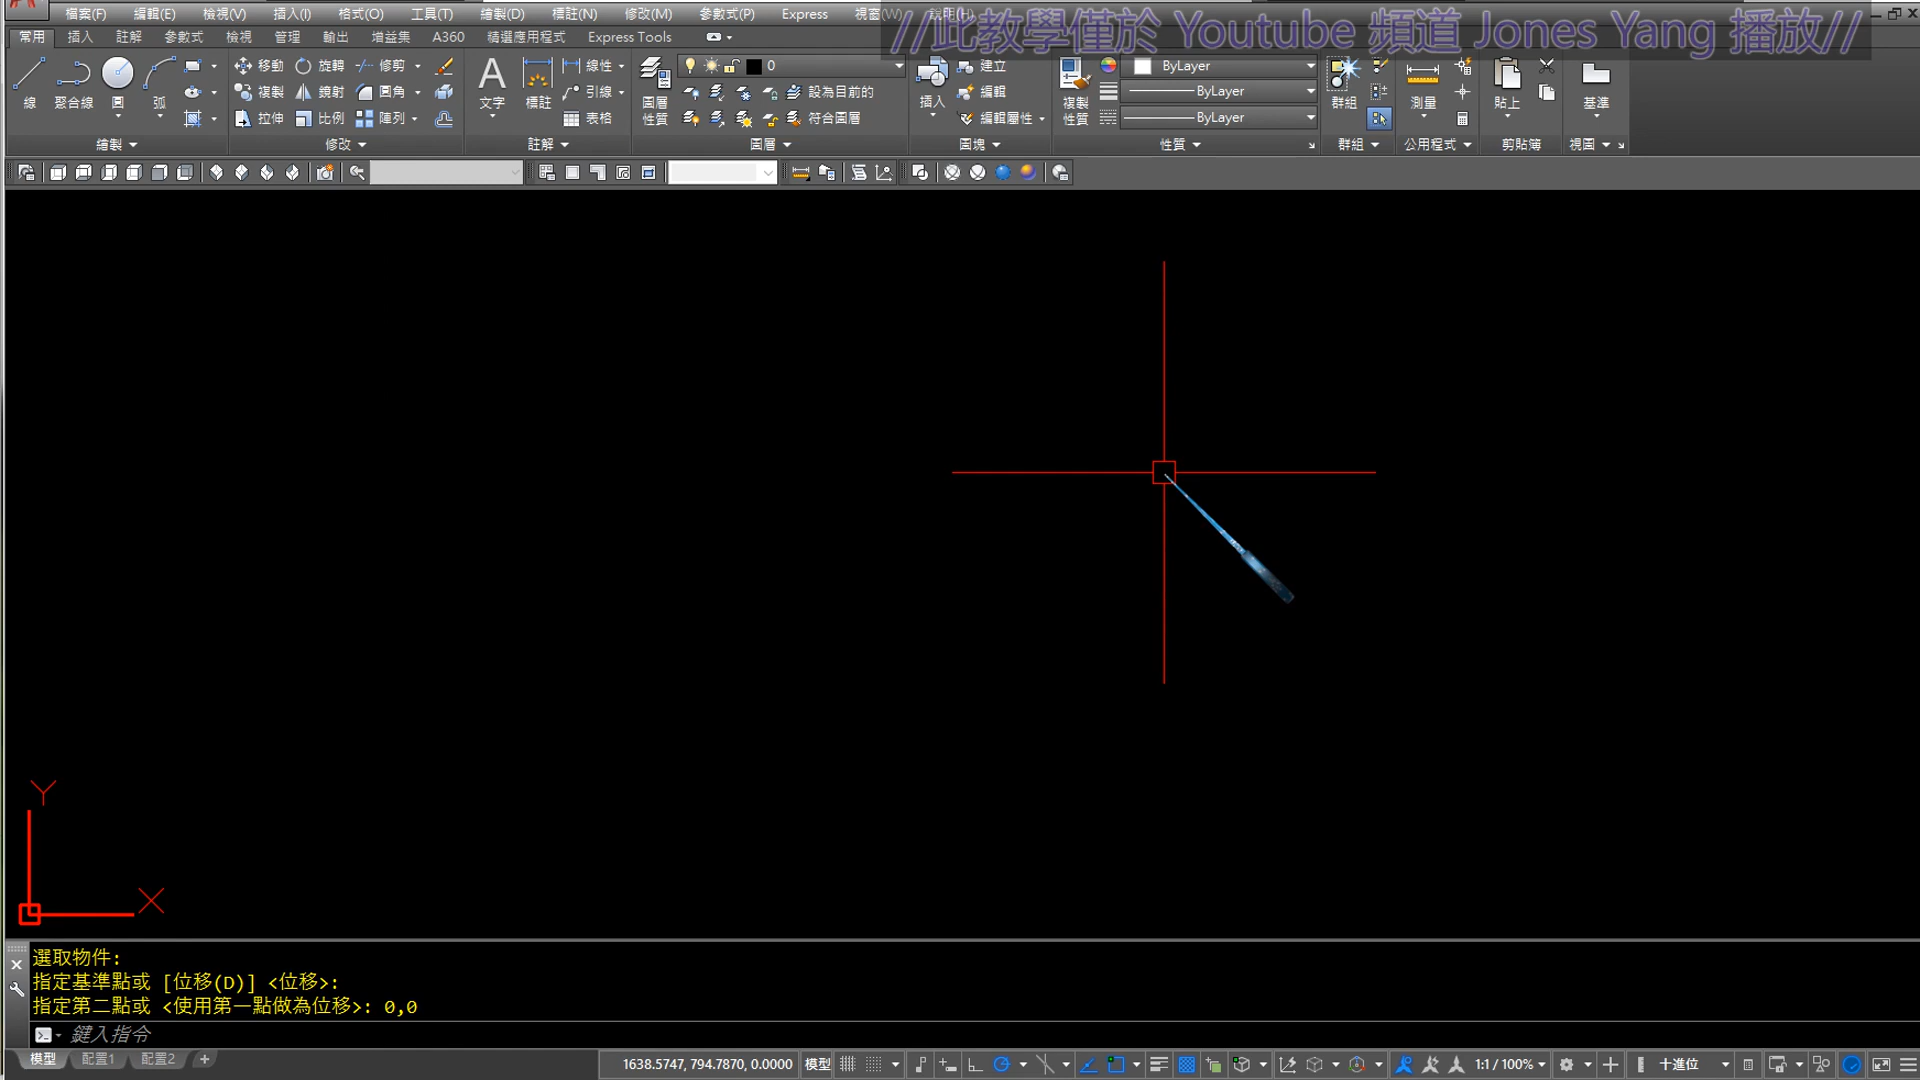 檔案(F) 編輯(E) 檢視(V) 插入(I) 格式(O) 工具(T) 繪製(D) 標註(N) 修改(M) 參數式(P) Express 視窗(W) 說明(H)
//此教學僅於 Youtube 頻道 Jones Yang 播放//
常用 插入 註解 參數式 檢視 管理 輸出 增益集 A360 精選應用程式 Express Tools
移動 旋轉 修剪 線性 0 建立 ByLayer
線 聚合線 圓 弧 複製 鏡射 圓角 文字 標註 引線 圖層性質 設為目前的 插入 編輯 複製性質 ByLayer 群組 測量 貼上 基準
拉伸 比例 陣列 表格 符合圖層 編輯屬性 ByLayer
繪製 修改 註解 圖層 圖塊 性質 群組 公用程式 剪貼簿 視圖
Y
X
選取物件:
指定基準點或 [位移(D)] <位移>:
指定第二點或 <使用第一點做為位移>: 0,0
鍵入指令
模型 配置1 配置2 +
1638.5747, 794.7870, 0.0000 模型 1:1 / 100% 十進位